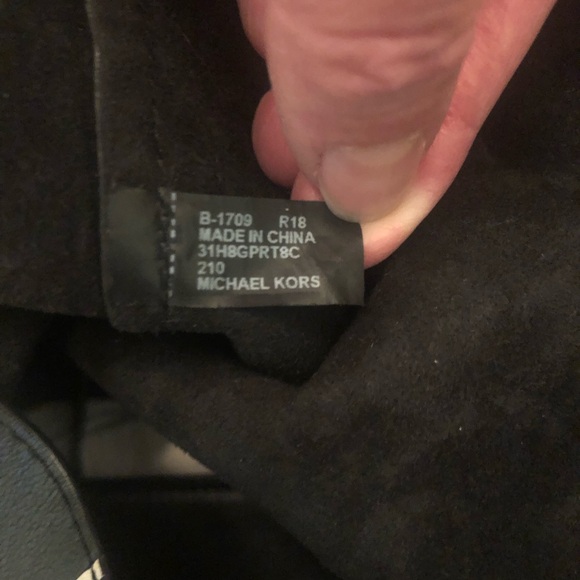 B-1709 R18
MADE IN CHINA
31H8GPRT8C
210
MICHAEL KORS